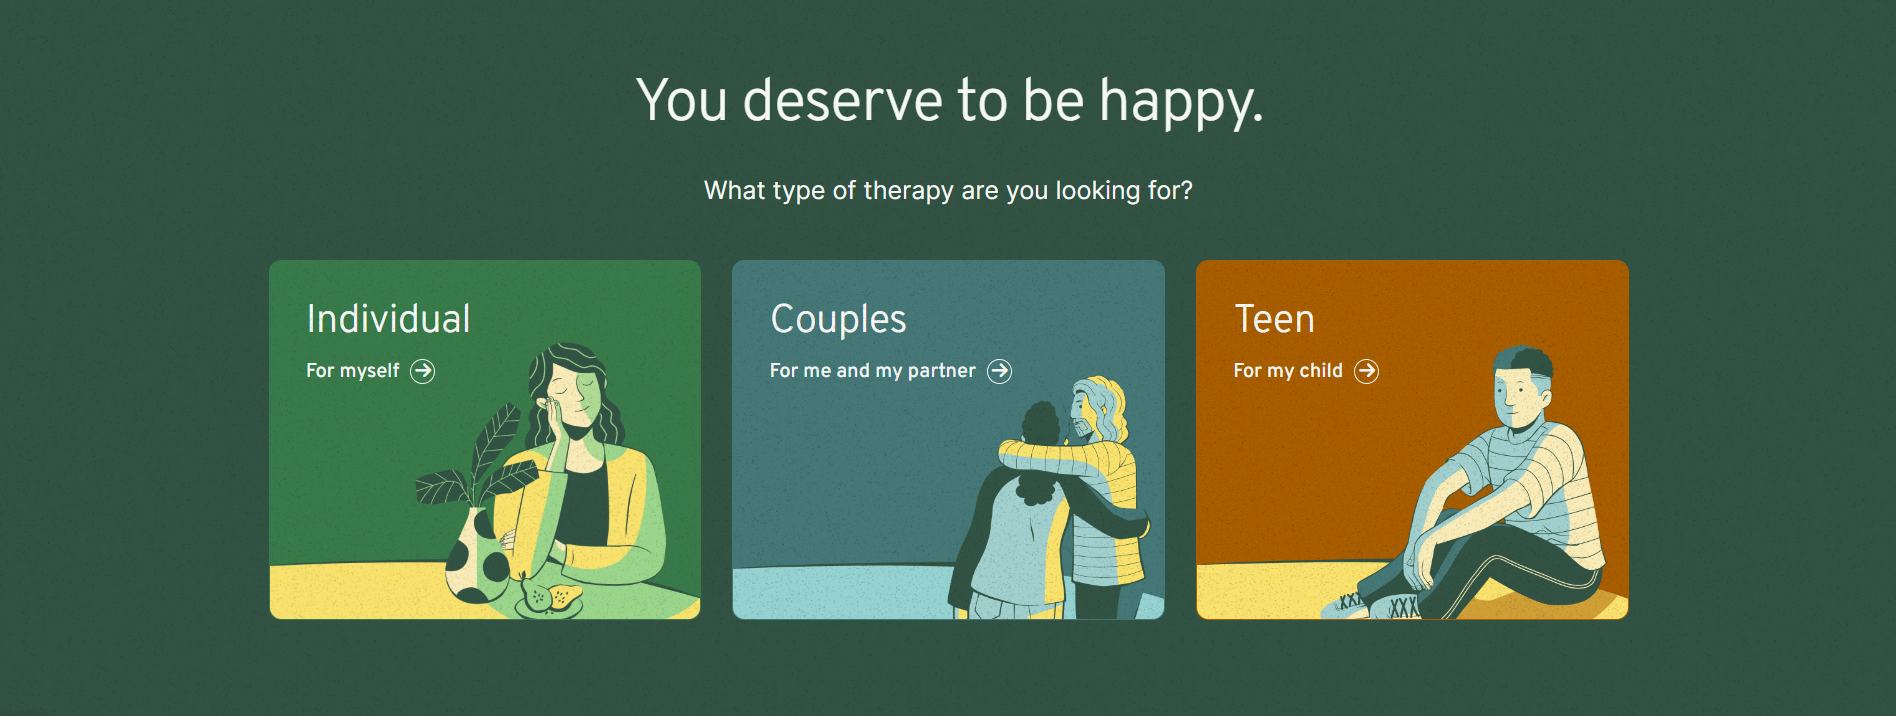 You deserve to be happy.
What type of therapy are you looking for?
Individual
For myself
Couples
For me and my partner
Teen
For my child